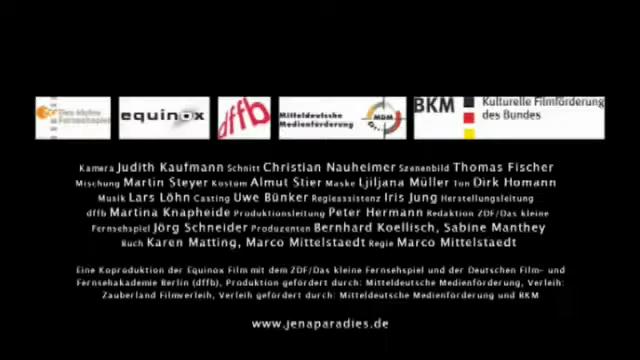 Das kleine
Fernsehspiel
equinox
dffb
Mitteldeutsche
Medienförderung
MDM
BKM
Kulturelle Filmförderung
des Bundes
Kamera Judith Kaufmann Schnitt Christian Nauheimer Szenenbild Thomas Fischer
Mischung Martin Steyer Kostüm Almut Stier Maske Ljiljana Müller Ton Dirk Homann
Musik Lars Löhn Casting Uwe Bünker Regieassistenz Iris Jung Herstellungsleitung
dffb Martina Knapheide Produktionsleitung Peter Hermann Redaktion ZDF/Das kleine
Fernsehspiel Jörg Schneider Produzenten Bernhard Koellisch, Sabine Manthey
Buch Karen Matting, Marco Mittelstaedt Regie Marco Mittelstaedt
Eine Koproduktion der Equinox Film mit dem ZDF/Das kleine Fernsehspiel und der Deutschen Film- und
Fernsehakademie Berlin (dffb), Produktion gefördert durch: Mitteldeutsche Medienförderung, Verleih:
Zauberland Filmverleih, Verleih gefördert durch: Mitteldeutsche Medienförderung und BKM
www.jenaparadies.de